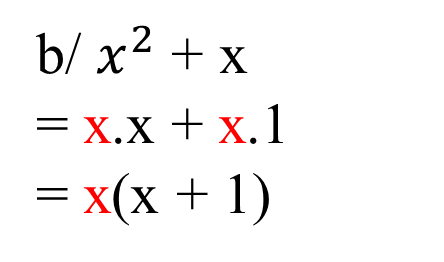 b/ x² + x
= x.x + x.1
= x(x + 1)